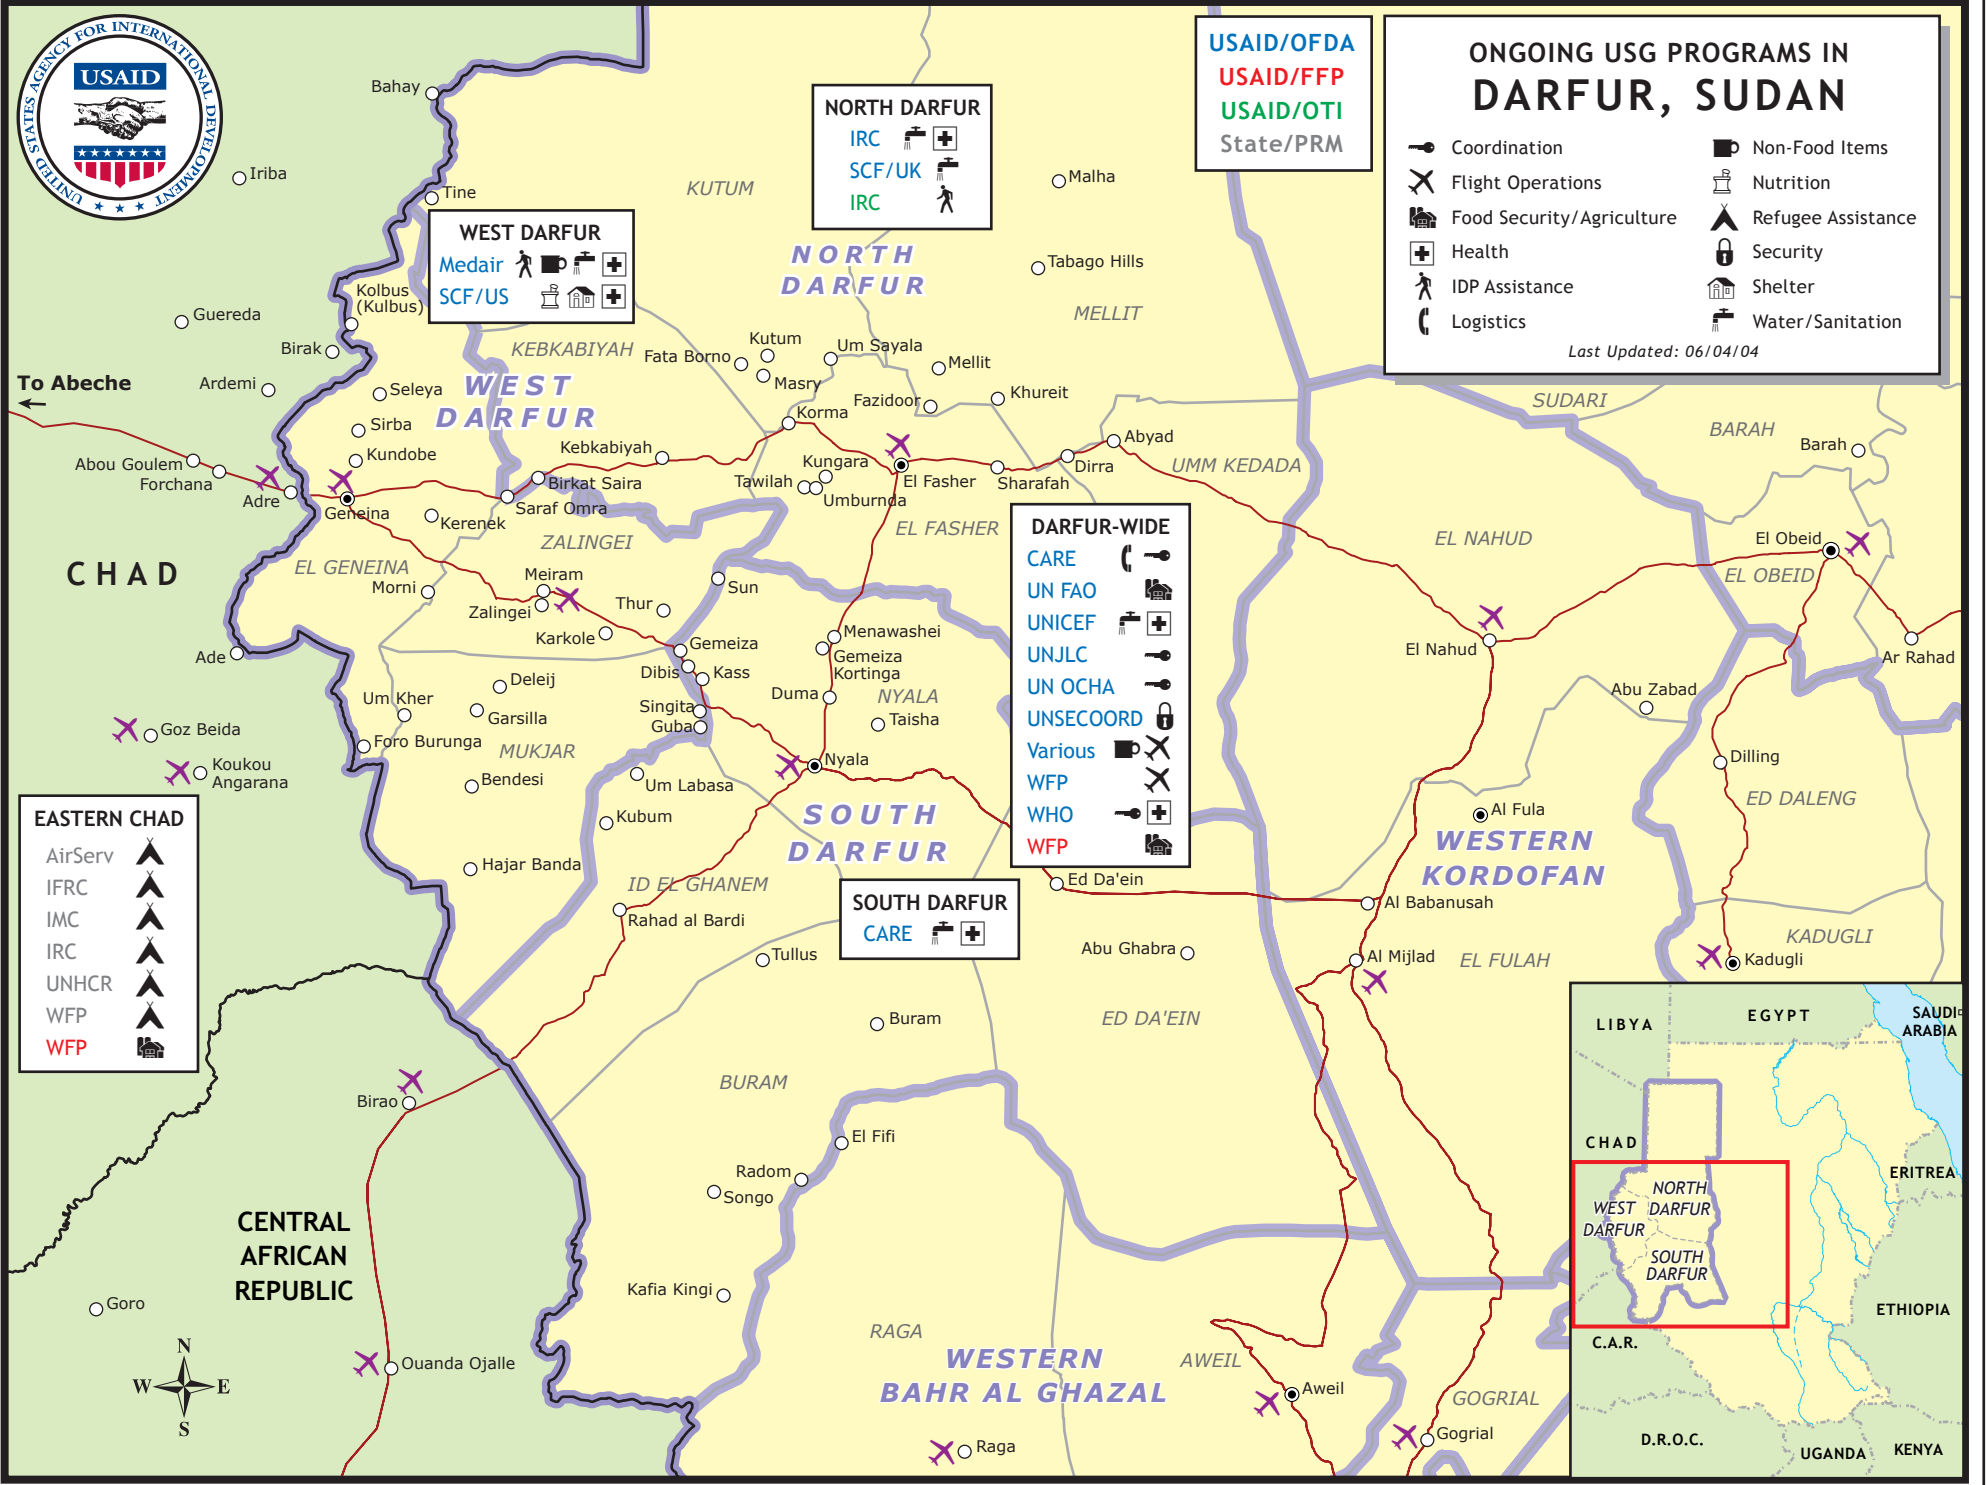 UNITED STATES AGENCY FOR INTERNATIONAL DEVELOPMENT
USAID
USAID/OFDA
USAID/FFP
USAID/OTI
State/PRM
ONGOING USG PROGRAMS IN
DARFUR, SUDAN
Coordination
Flight Operations
Food Security/Agriculture
Health
IDP Assistance
Logistics
Non-Food Items
Nutrition
Refugee Assistance
Security
Shelter
Water/Sanitation
Last Updated: 06/04/04
NORTH DARFUR
IRC
SCF/UK
IRC
WEST DARFUR
Medair
SCF/US
DARFUR-WIDE
CARE
UN FAO
UNICEF
UNJLC
UN OCHA
UNSECOORD
Various
WFP
WHO
WFP
SOUTH DARFUR
CARE
EASTERN CHAD
AirServ
IFRC
IMC
IRC
UNHCR
WFP
WFP
Bahay
Iriba
Tine
KUTUM
Malha
NORTH
DARFUR
Tabago Hills
Kolbus
(Kulbus)
Guereda
MELLIT
Birak
KEBKABIYAH
Fata Borno
Kutum
Um Sayala
Masry
Mellit
To Abeche
Ardemi
Seleya
WEST
DARFUR
Khureit
Fazidoor
Korma
SUDARI
BARAH
Barah
Sirba
Kundobe
Kebkabiyah
Abyad
Dirra
UMM KEDADA
Abou Goulem
Forchana
Adre
Geneina
Birkat Saira
Saraf Omra
Kungara
Tawilah
Umburnda
El Fasher
Sharafah
Kerenek
ZALINGEI
EL FASHER
EL NAHUD
El Obeid
EL OBEID
CHAD
EL GENEINA
Morni
Meiram
Zalingei
Thur
Sun
Karkole
Gemeiza
Menawashei
Gemeiza
Kortinga
El Nahud
Ar Rahad
Ade
Dibis
Kass
Deleij
Um Kher
Garsilla
Singita
Guba
Duma
NYALA
Taisha
Abu Zabad
Goz Beida
Foro Burunga
MUKJAR
Koukou
Angarana
Bendesi
Um Labasa
Nyala
Dilling
ED DALENG
Kubum
SOUTH
DARFUR
Al Fula
WESTERN
KORDOFAN
Hajar Banda
ID EL GHANEM
Ed Da'ein
Rahad al Bardi
Al Babanusah
KADUGLI
Tullus
Abu Ghabra
Al Mijlad
EL FULAH
Kadugli
Buram
ED DA'EIN
BURAM
Birao
El Fifi
Radom
Songo
CENTRAL
AFRICAN
REPUBLIC
Kafia Kingi
Goro
RAGA
WESTERN
BAHR AL GHAZAL
AWEIL
Aweil
GOGRIAL
Gogrial
Ouanda Ojalle
Raga
N
W
E
S
LIBYA
EGYPT
SAUDI
ARABIA
CHAD
ERITREA
NORTH
DARFUR
WEST
DARFUR
SOUTH
DARFUR
ETHIOPIA
C.A.R.
D.R.O.C.
UGANDA
KENYA